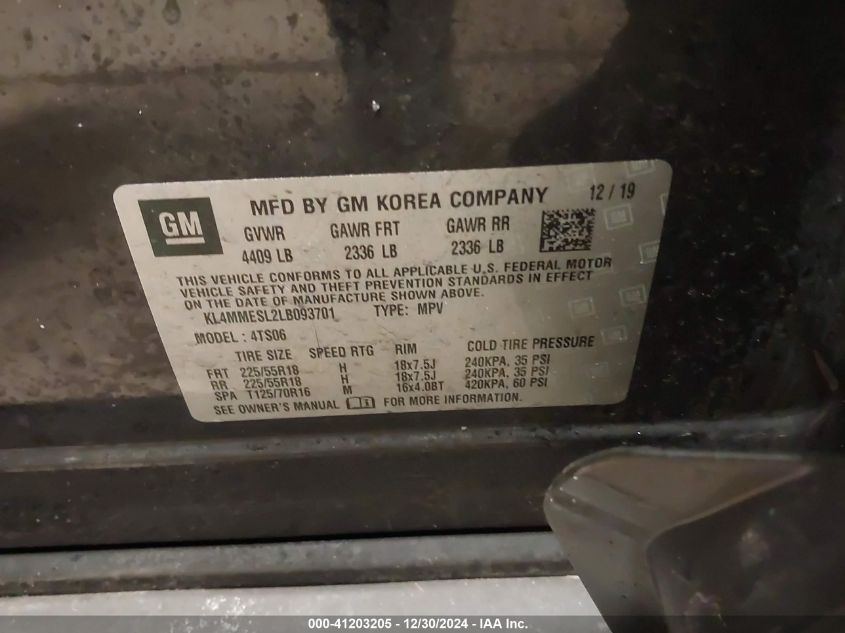 GM
MFD BY GM KOREA COMPANY 12 / 19
GVWR GAWR FRT GAWR RR
4409 LB 2336 LB 2336 LB
THIS VEHICLE CONFORMS TO ALL APPLICABLE U.S. FEDERAL MOTOR
VEHICLE SAFETY AND THEFT PREVENTION STANDARDS IN EFFECT
ON THE DATE OF MANUFACTURE SHOWN ABOVE.
KL4MMESL2LB093701 TYPE: MPV
MODEL : 4TS06
TIRE SIZE SPEED RTG RIM COLD TIRE PRESSURE
FRT 225/55R18 H 18x7.5J 240KPA, 35 PSI
RR 225/55R18 H 18x7.5J 240KPA, 35 PSI
SPA T125/70R16 M 16x4.0BT 420KPA, 60 PSI
SEE OWNER'S MANUAL FOR MORE INFORMATION.
000-41203205 - 12/30/2024 - IAA Inc.